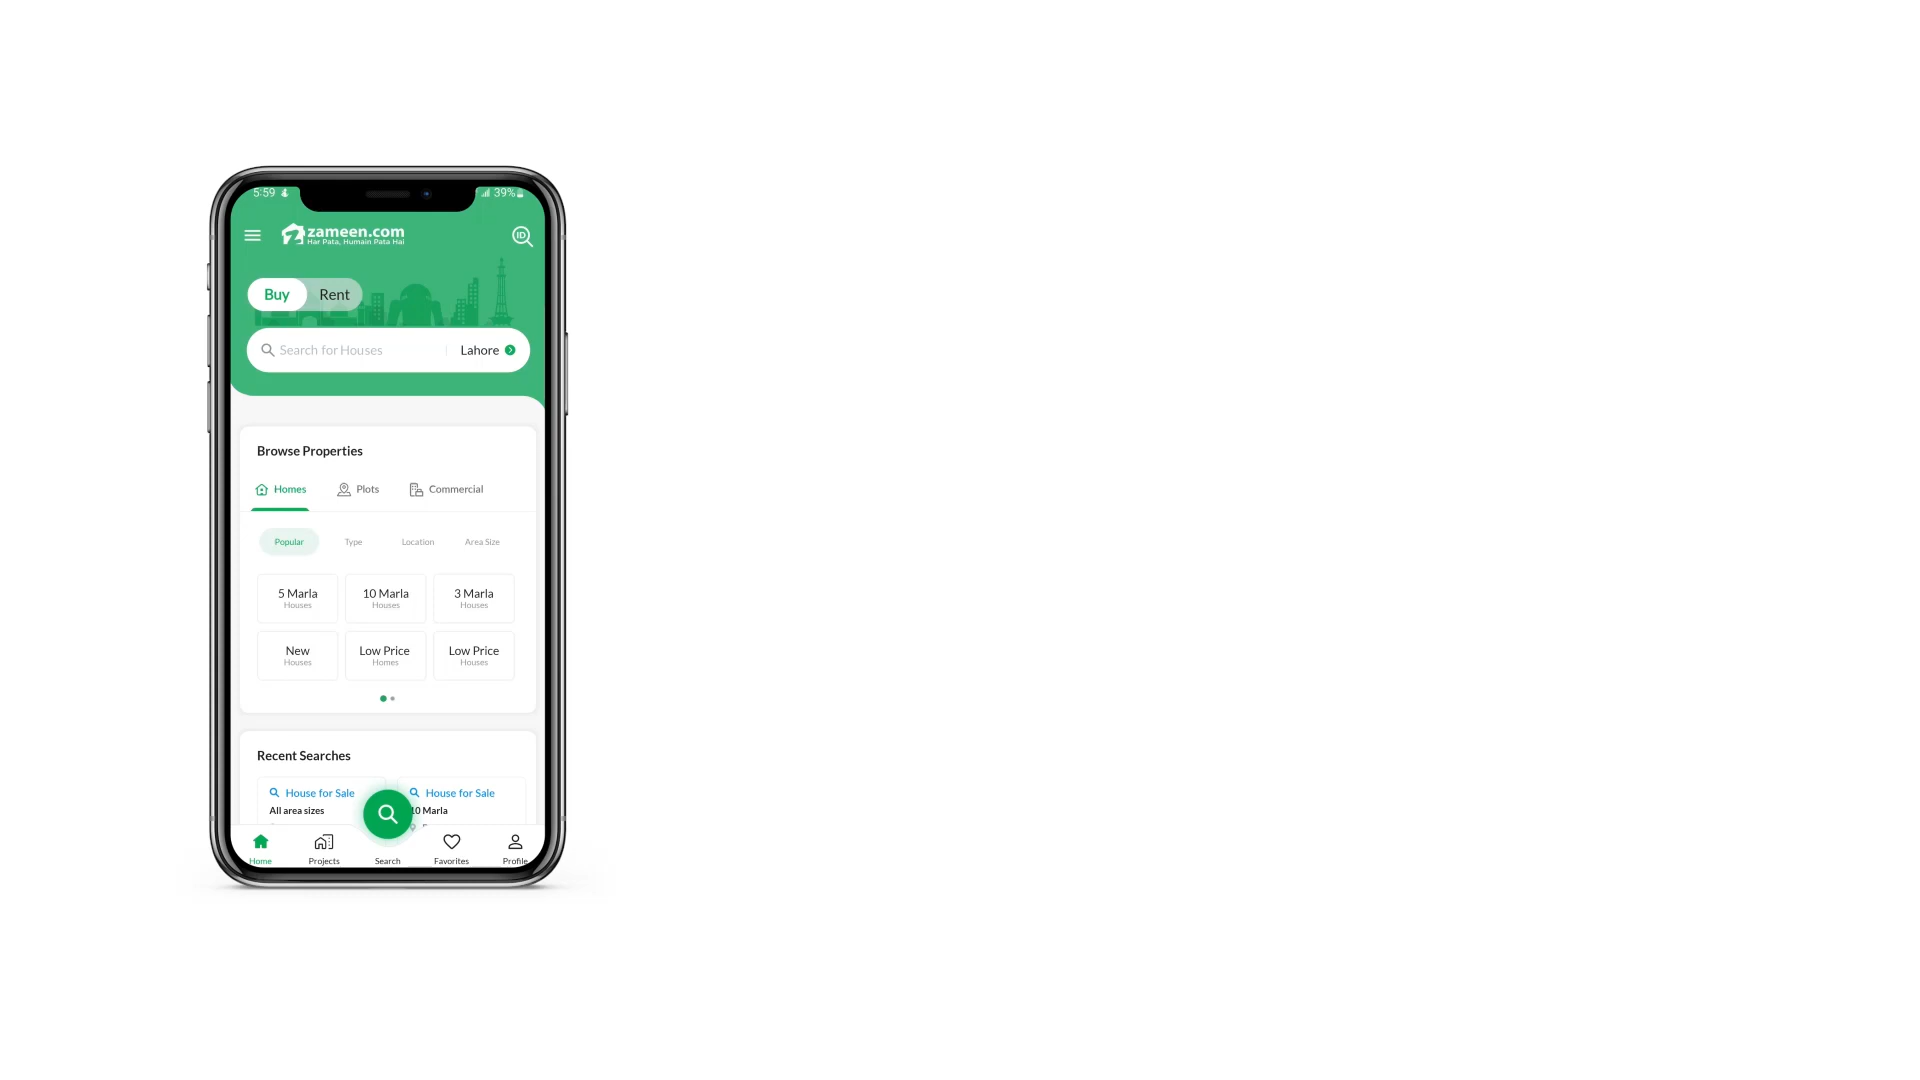 5:59
39%
zameen.com
Har Pata, Humain Pata Hai
ID
Buy Rent
Search for Houses Lahore
Browse Properties
Homes Plots Commercial
Popular Type Location Area Size
5 Marla 10 Marla 3 Marla
Houses Houses Houses
New Low Price Low Price
Houses Homes Houses
Recent Searches
House for Sale House for Sale
All area sizes 10 Marla
Home Projects Search Favorites Profile